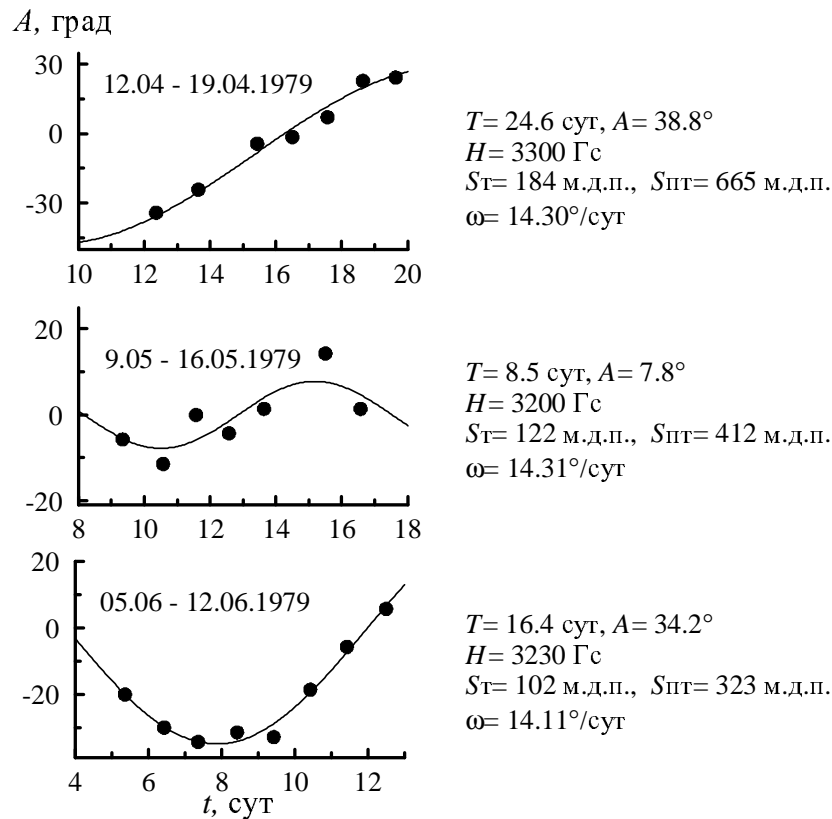 A, град
30
0
-30
12.04 - 19.04.1979
10 12 14 16 18 20
T= 24.6 сут, A= 38.8°
H= 3300 Гс
Sт= 184 м.д.п., Sпт= 665 м.д.п.
ω= 14.30°/сут
20
0
-20
9.05 - 16.05.1979
8 10 12 14 16 18
T= 8.5 сут, A= 7.8°
H= 3200 Гс
Sт= 122 м.д.п., Sпт= 412 м.д.п.
ω= 14.31°/сут
20
0
-20
05.06 - 12.06.1979
4 6 8 10 12
t, сут
T= 16.4 сут, A= 34.2°
H= 3230 Гс
Sт= 102 м.д.п., Sпт= 323 м.д.п.
ω= 14.11°/сут